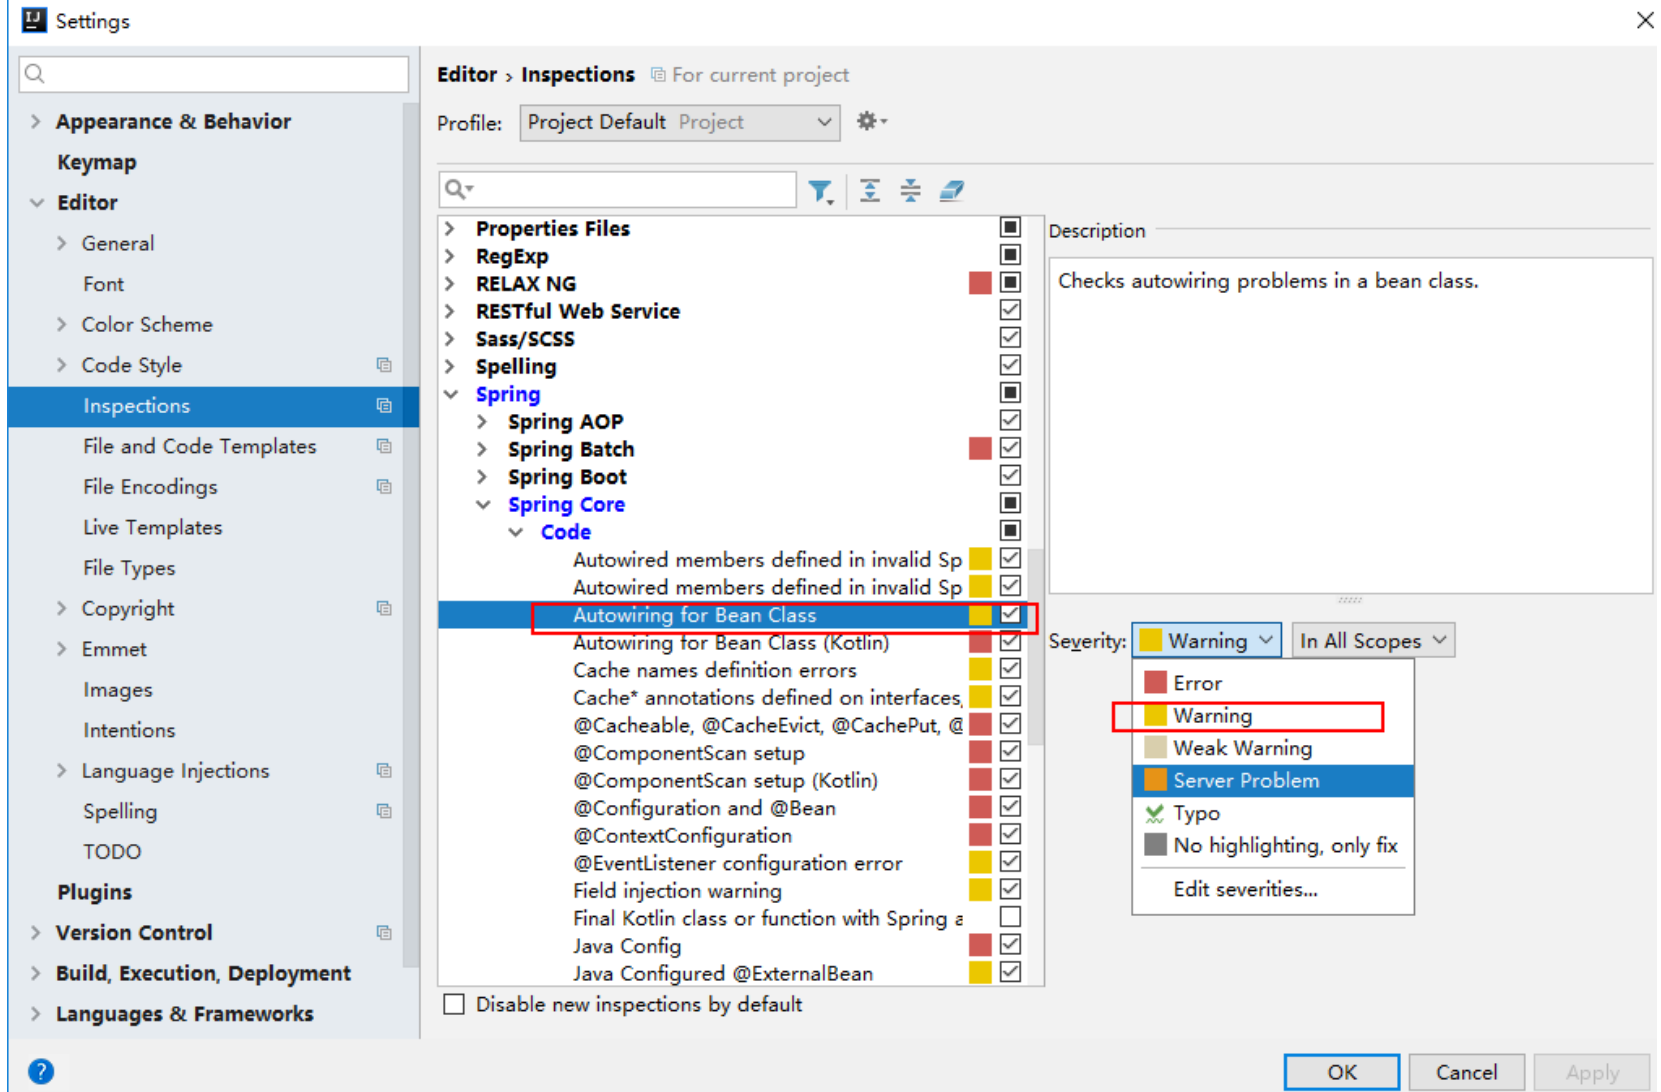 Settings
Appearance & Behavior
Keymap
Editor
General
Font
Color Scheme
Code Style
Inspections
File and Code Templates
File Encodings
Live Templates
File Types
Copyright
Emmet
Images
Intentions
Language Injections
Spelling
TODO
Plugins
Version Control
Build, Execution, Deployment
Languages & Frameworks
Editor › Inspections For current project
Profile: Project Default Project
Properties Files
RegExp
RELAX NG
RESTful Web Service
Sass/SCSS
Spelling
Spring
Spring AOP
Spring Batch
Spring Boot
Spring Core
Code
Autowired members defined in invalid Sp
Autowired members defined in invalid Sp
Autowiring for Bean Class
Autowiring for Bean Class (Kotlin)
Cache names definition errors
Cache* annotations defined on interfaces,
@Cacheable, @CacheEvict, @CachePut, @
@ComponentScan setup
@ComponentScan setup (Kotlin)
@Configuration and @Bean
@ContextConfiguration
@EventListener configuration error
Field injection warning
Final Kotlin class or function with Spring a
Java Config
Java Configured @ExternalBean
Disable new inspections by default
Description
Checks autowiring problems in a bean class.
Severity: Warning In All Scopes
Error
Warning
Weak Warning
Server Problem
Typo
No highlighting, only fix
Edit severities...
OK Cancel Apply